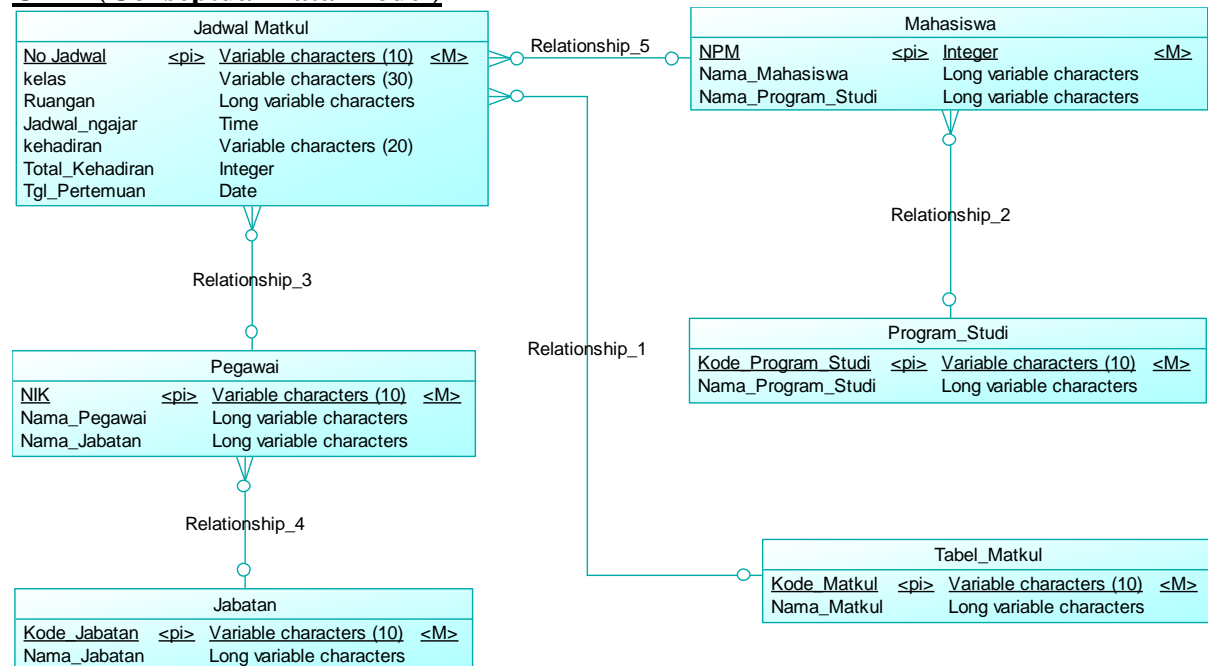 Jadwal Matkul
No Jadwal <pi> Variable characters (10) <M>
kelas Variable characters (30)
Ruangan Long variable characters
Jadwal_ngajar Time
kehadiran Variable characters (20)
Total_Kehadiran Integer
Tgl_Pertemuan Date
Relationship_5
Mahasiswa
NPM <pi> Integer <M>
Nama_Mahasiswa Long variable characters
Nama_Program_Studi Long variable characters
Relationship_2
Relationship_3
Relationship_1
Program_Studi
Kode_Program_Studi <pi> Variable characters (10) <M>
Nama_Program_Studi Long variable characters
Pegawai
NIK <pi> Variable characters (10) <M>
Nama_Pegawai Long variable characters
Nama_Jabatan Long variable characters
Relationship_4
Tabel_Matkul
Kode_Matkul <pi> Variable characters (10) <M>
Nama_Matkul Long variable characters
Jabatan
Kode_Jabatan <pi> Variable characters (10) <M>
Nama_Jabatan Long variable characters